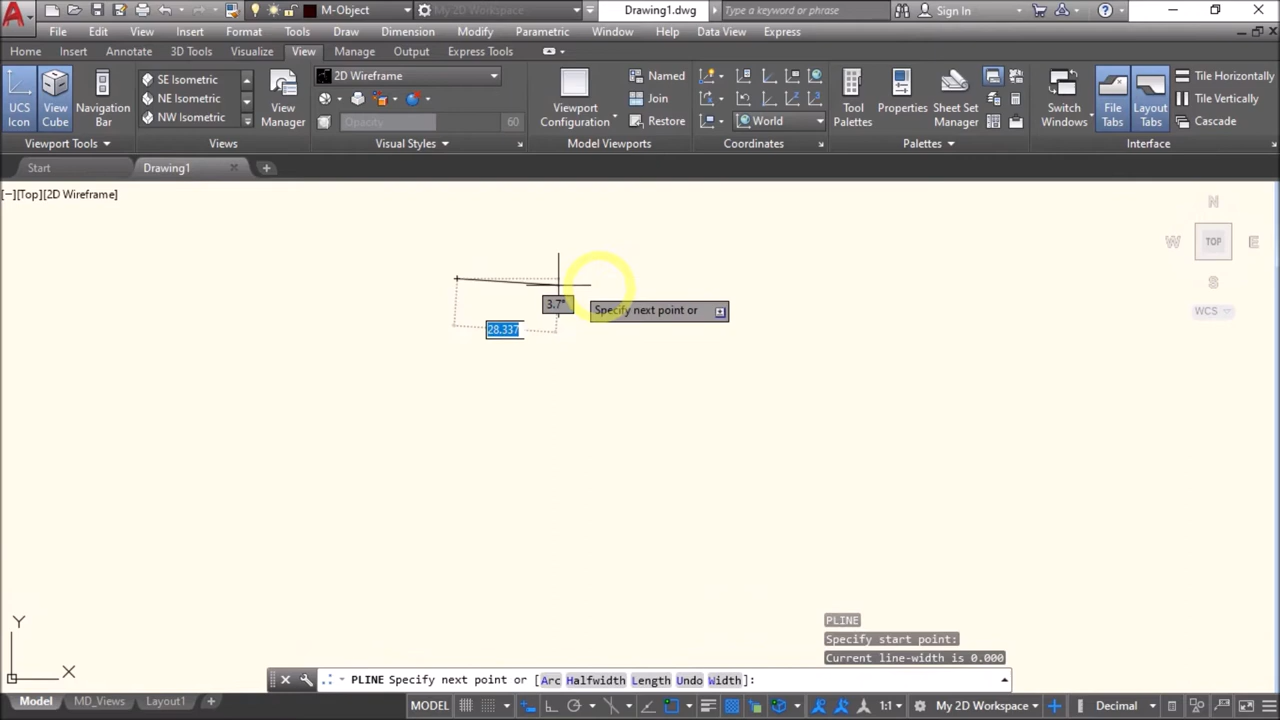 M-Object
My 2D Workspace
Drawing1.dwg
Type a keyword or phrase
Sign In
File Edit View Insert Format Tools Draw Dimension Modify Parametric Window Help Data View Express
Home Insert Annotate 3D Tools Visualize View Manage Output Express Tools
UCS Icon
View Cube
Navigation Bar
Viewport Tools
SE Isometric
NE Isometric
NW Isometric
View Manager
Views
2D Wireframe
Opacity 60
Visual Styles
Viewport Configuration
Named
Join
Restore
Model Viewports
World
Coordinates
Tool Palettes
Properties
Sheet Set Manager
Palettes
Switch Windows
File Tabs
Layout Tabs
Tile Horizontally
Tile Vertically
Cascade
Interface
Start
Drawing1
[−][Top][2D Wireframe]
N
W TOP E
S
WCS
3.7°
Specify next point or
28.337
Y
X
PLINE
Specify start point:
Current line-width is 0.000
PLINE Specify next point or [Arc Halfwidth Length Undo Width]:
Model MD_Views Layout1
MODEL
1:1
My 2D Workspace
Decimal